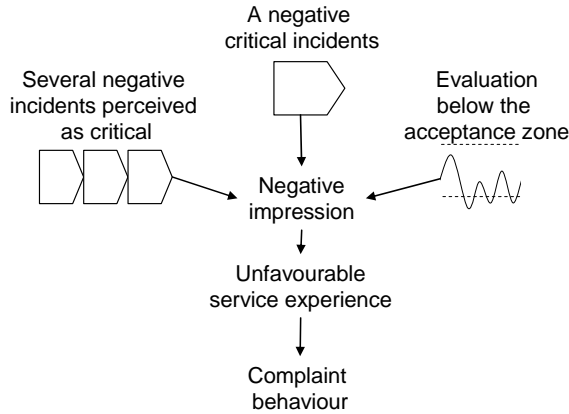 A negative
critical incidents
Several negative
incidents perceived
as critical
Evaluation
below the
acceptance zone
Negative
impression
Unfavourable
service experience
Complaint
behaviour